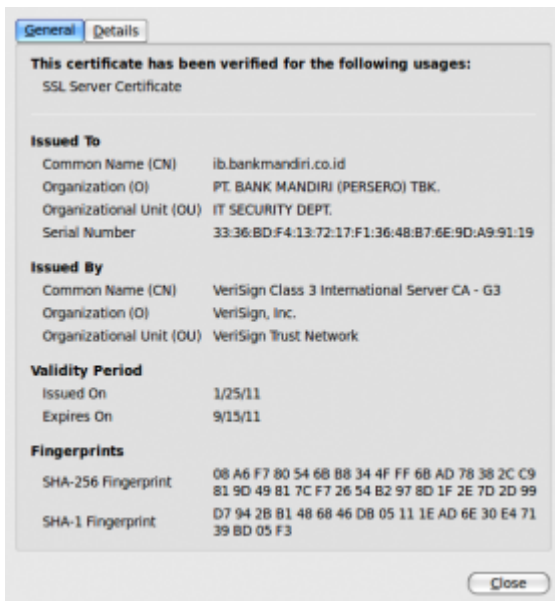 General Details
This certificate has been verified for the following usages:
SSL Server Certificate
Issued To
Common Name (CN) ib.bankmandiri.co.id
Organization (O) PT. BANK MANDIRI (PERSERO) TBK.
Organizational Unit (OU) IT SECURITY DEPT.
Serial Number 33:36:BD:F4:13:72:17:F1:36:48:B7:6E:9D:A9:91:19
Issued By
Common Name (CN) VeriSign Class 3 International Server CA - G3
Organization (O) VeriSign, Inc.
Organizational Unit (OU) VeriSign Trust Network
Validity Period
Issued On 1/25/11
Expires On 9/15/11
Fingerprints
SHA-256 Fingerprint 08 A6 F7 80 54 6B B8 34 4F FF 6B AD 78 38 2C C9
81 9D 49 81 7C F7 26 54 B2 97 8D 1F 2E 7D 2D 99
SHA-1 Fingerprint D7 94 2B B1 48 68 46 DB 05 11 1E AD 6E 30 E4 71
39 BD 05 F3
Close